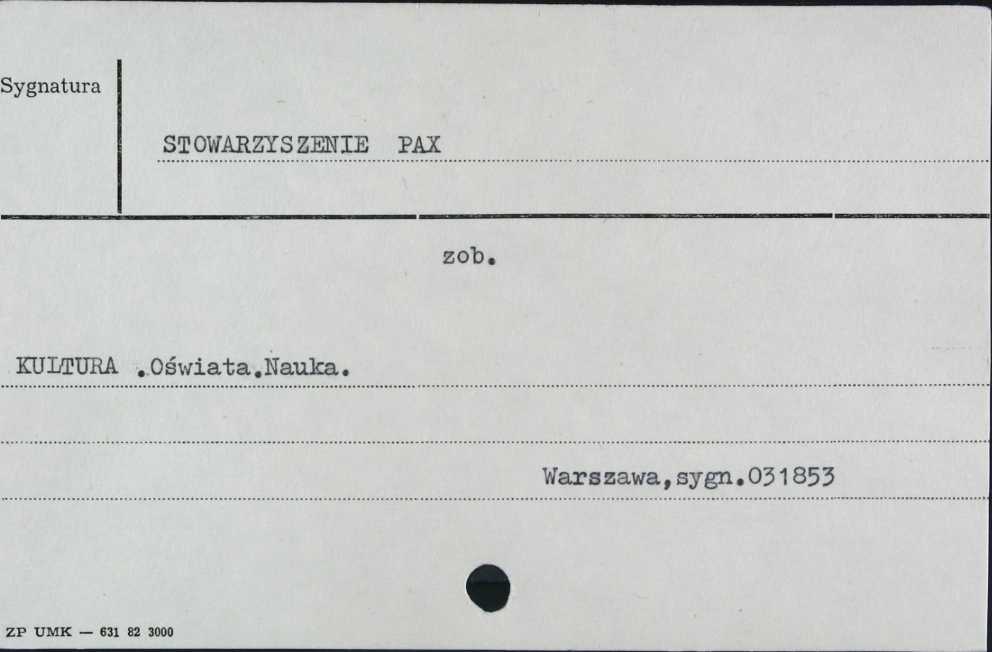 Sygnatura
STOWARZYSZENIE PAX
zob.
KULTURA .Oświata.Nauka.
Warszawa,sygn.031853
ZP UMK — 631 82 3000